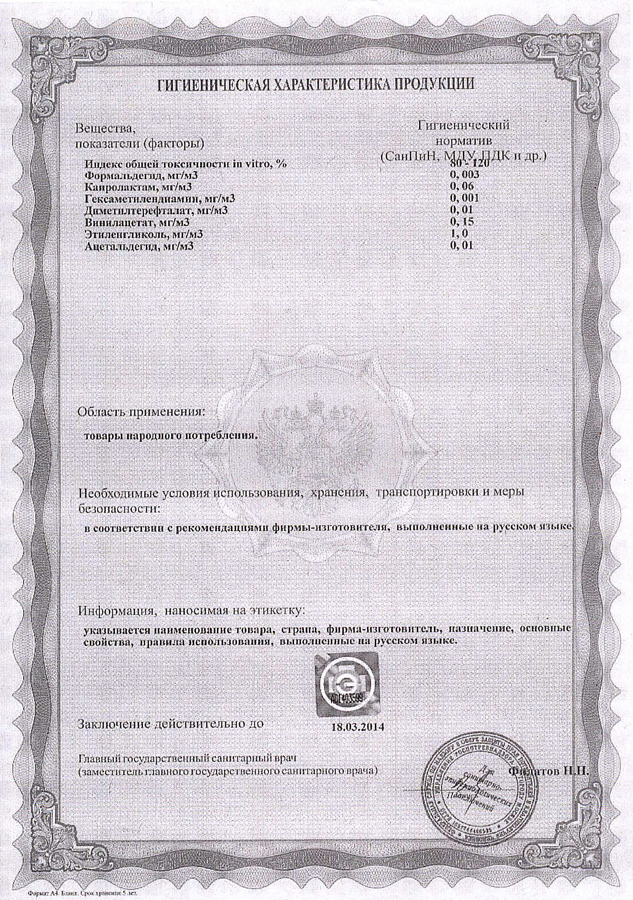 ГИГИЕНИЧЕСКАЯ ХАРАКТЕРИСТИКА ПРОДУКЦИИ
Вещества, показатели (факторы)
Гигиенический норматив
(СанПиН, МДУ, ПДК и др.)
Индекс общей токсичности in vitro, % 80 - 120
Формальдегид, мг/м3 0, 003
Капролактам, мг/м3 0, 06
Гексаметилендиамин, мг/м3 0, 001
Диметилтерефталат, мг/м3 0, 01
Винилацетат, мг/м3 0, 15
Этиленгликоль, мг/м3 1, 0
Ацетальдегид, мг/м3 0, 01
Область применения:
товары народного потребления.
Необходимые условия использования, хранения, транспортировки и меры
безопасности:
в соответствии с рекомендациями фирмы-изготовителя, выполненные на русском языке.
Информация, наносимая на этикетку:
указывается наименование товара, страна, фирма-изготовитель, назначение, основные
свойства, правила использования, выполненные на русском языке.
Заключение действительно до 18.03.2014
Главный государственный санитарный врач
(заместитель главного государственного санитарного врача)
Филатов Н.Н.
Для
санитарно-
эпидемиологических
заключений
Формат А4. Бланк. Срок хранения 5 лет.